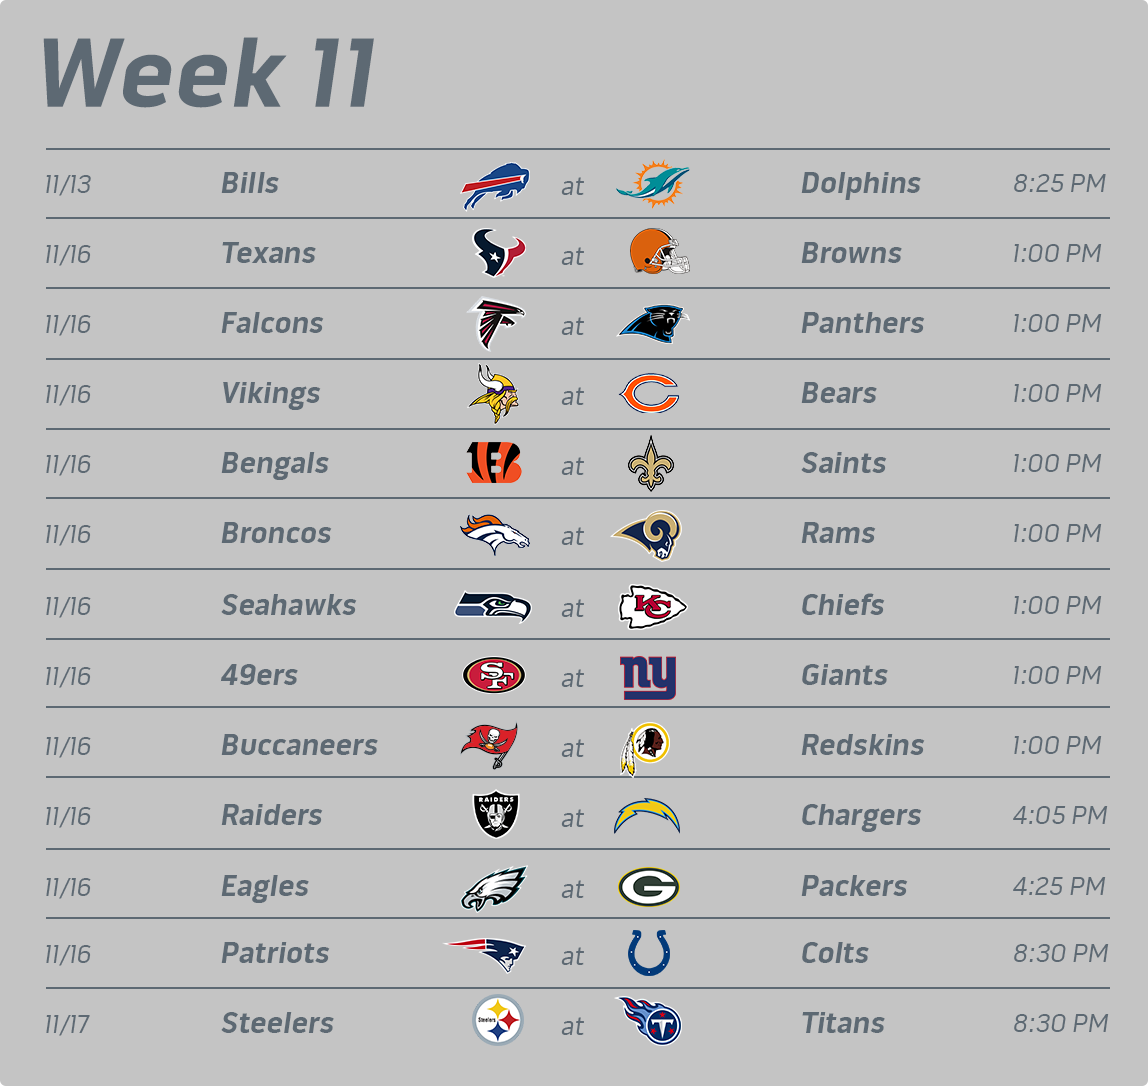 Week 11
11/13 Bills at Dolphins 8:25 PM
11/16 Texans at Browns 1:00 PM
11/16 Falcons at Panthers 1:00 PM
11/16 Vikings at Bears 1:00 PM
11/16 Bengals at Saints 1:00 PM
11/16 Broncos at Rams 1:00 PM
11/16 Seahawks KC at Chiefs 1:00 PM
11/16 49ers SF at ny Giants 1:00 PM
11/16 Buccaneers at Redskins 1:00 PM
11/16 Raiders RAIDERS at Chargers 4:05 PM
11/16 Eagles at G Packers 4:25 PM
11/16 Patriots at Colts 8:30 PM
11/17 Steelers Steelers at T Titans 8:30 PM